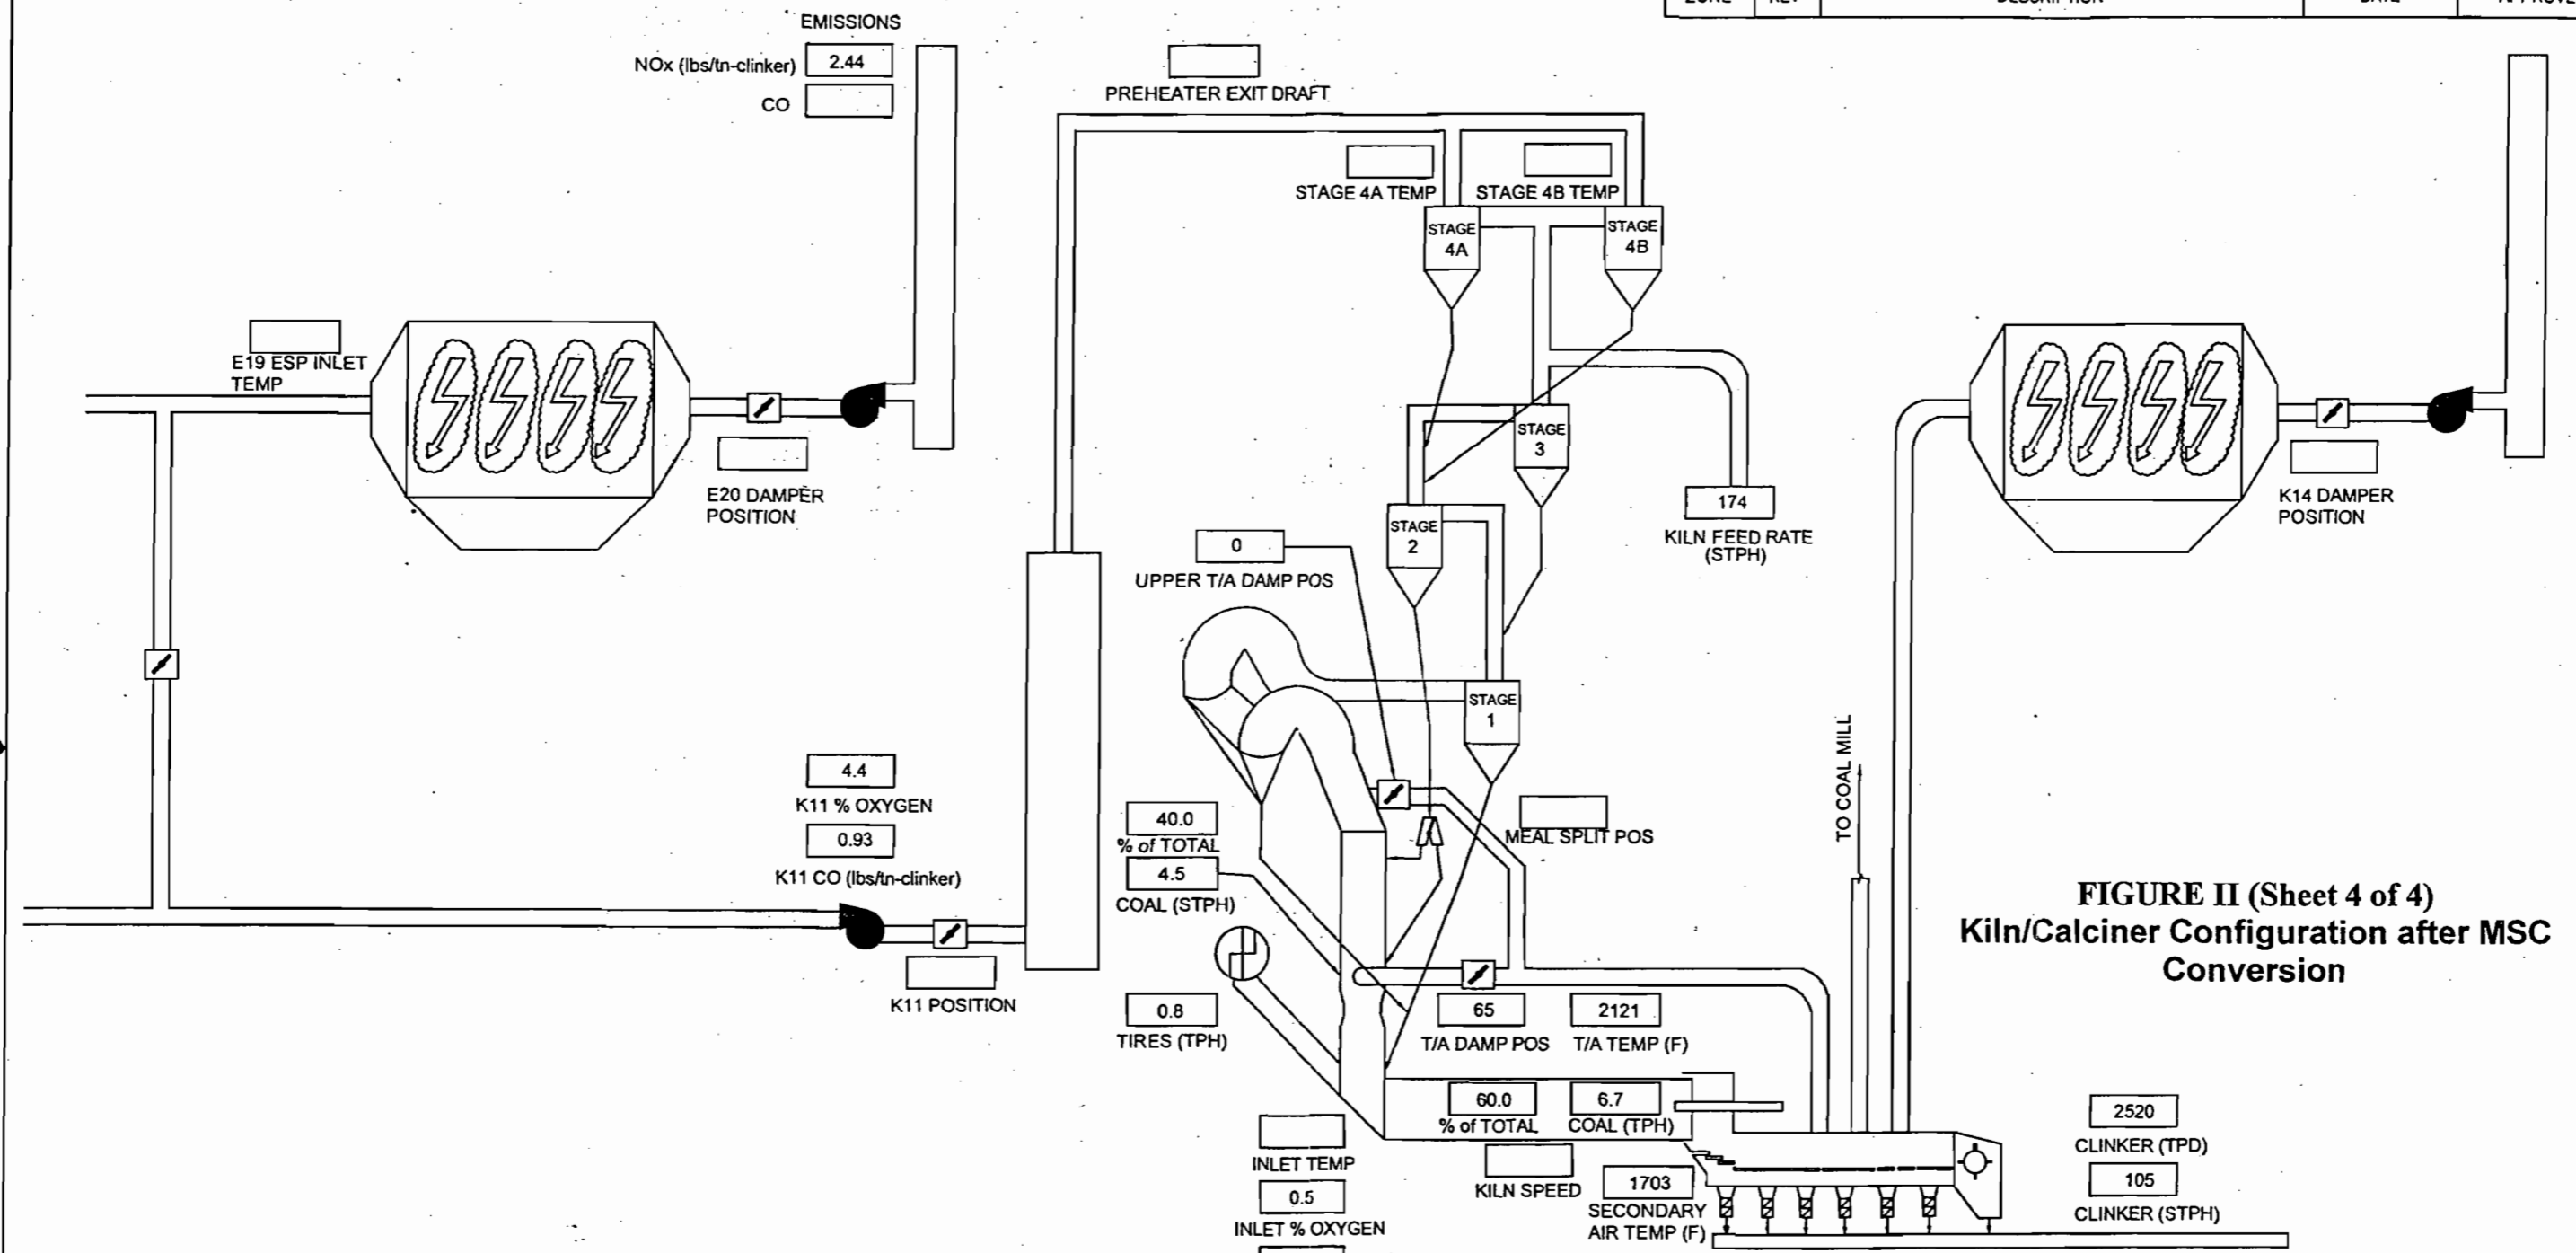 ZONE REV DESCRIPTION DATE
EMISSIONS
NOx (lbs/tn-clinker) 2.44
CO
PREHEATER EXIT DRAFT
STAGE 4A TEMP
STAGE 4B TEMP
STAGE
4A
STAGE
4B
E19 ESP INLET
TEMP
E20 DAMPER
POSITION
STAGE
3
174
KILN FEED RATE
(STPH)
K14 DAMPER
POSITION
STAGE
2
0
UPPER T/A DAMP POS
STAGE
1
TO COAL MILL
4.4
K11 % OXYGEN
0.93
K11 CO (lbs/tn-clinker)
40.0
% of TOTAL
4.5
COAL (STPH)
MEAL SPLIT POS
FIGURE II (Sheet 4 of 4)
Kiln/Calciner Configuration after MSC
Conversion
K11 POSITION
0.8
TIRES (TPH)
65
T/A DAMP POS
2121
T/A TEMP (F)
60.0
% of TOTAL
6.7
COAL (TPH)
INLET TEMP
0.5
INLET % OXYGEN
KILN SPEED
1703
SECONDARY
AIR TEMP (F)
2520
CLINKER (TPD)
105
CLINKER (STPH)